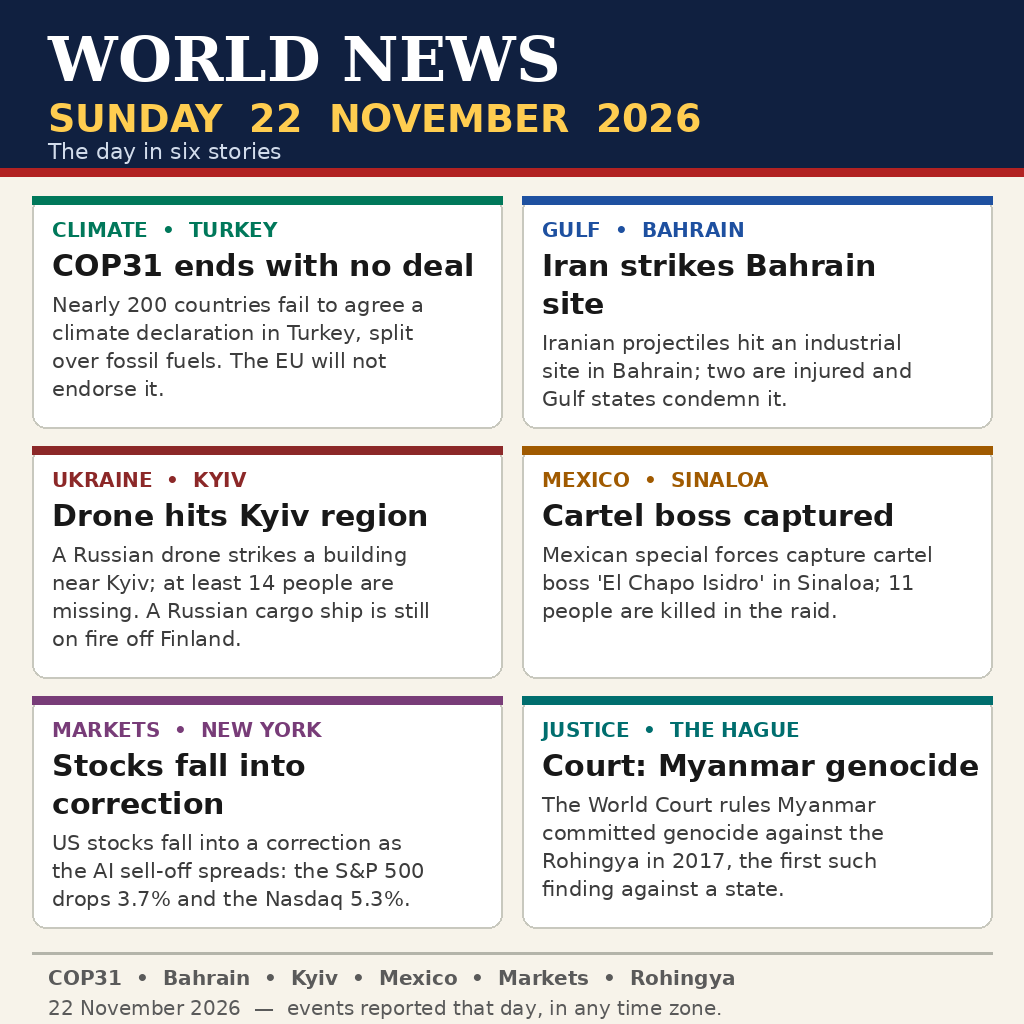 WORLD NEWS
SUNDAY 22 NOVEMBER 2026
The day in six stories
CLIMATE • TURKEY
COP31 ends with no deal
Nearly 200 countries fail to agree a
climate declaration in Turkey, split
over fossil fuels. The EU will not
endorse it.
GULF • BAHRAIN
Iran strikes Bahrain
site
Iranian projectiles hit an industrial
site in Bahrain; two are injured and
Gulf states condemn it.
UKRAINE • KYIV
Drone hits Kyiv region
A Russian drone strikes a building
near Kyiv; at least 14 people are
missing. A Russian cargo ship is still
on fire off Finland.
MEXICO • SINALOA
Cartel boss captured
Mexican special forces capture cartel
boss 'El Chapo Isidro' in Sinaloa; 11
people are killed in the raid.
MARKETS • NEW YORK
Stocks fall into
correction
US stocks fall into a correction as
the AI sell-off spreads: the S&P 500
drops 3.7% and the Nasdaq 5.3%.
JUSTICE • THE HAGUE
Court: Myanmar genocide
The World Court rules Myanmar
committed genocide against the
Rohingya in 2017, the first such
finding against a state.
COP31 • Bahrain • Kyiv • Mexico • Markets • Rohingya
22 November 2026 — events reported that day, in any time zone.